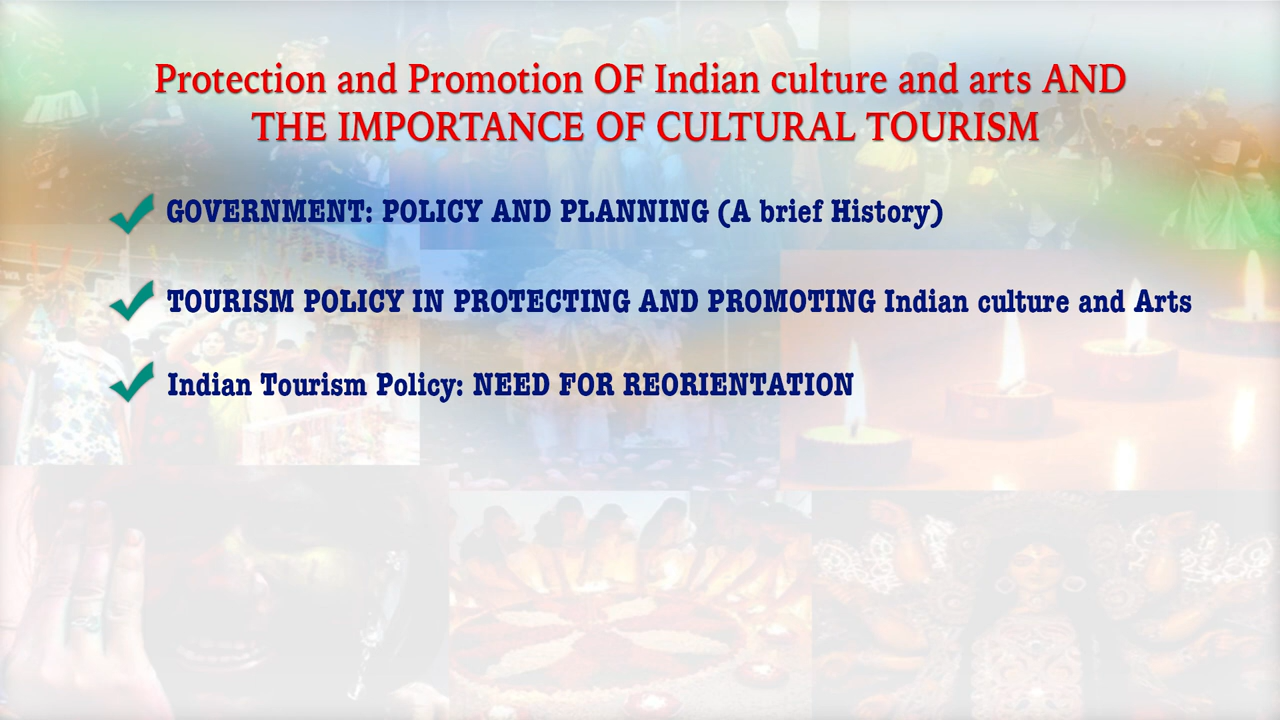 Protection and Promotion OF Indian culture and arts AND
THE IMPORTANCE OF CULTURAL TOURISM
GOVERNMENT: POLICY AND PLANNING (A brief History)
TOURISM POLICY IN PROTECTING AND PROMOTING Indian culture and Arts
Indian Tourism Policy: NEED FOR REORIENTATION